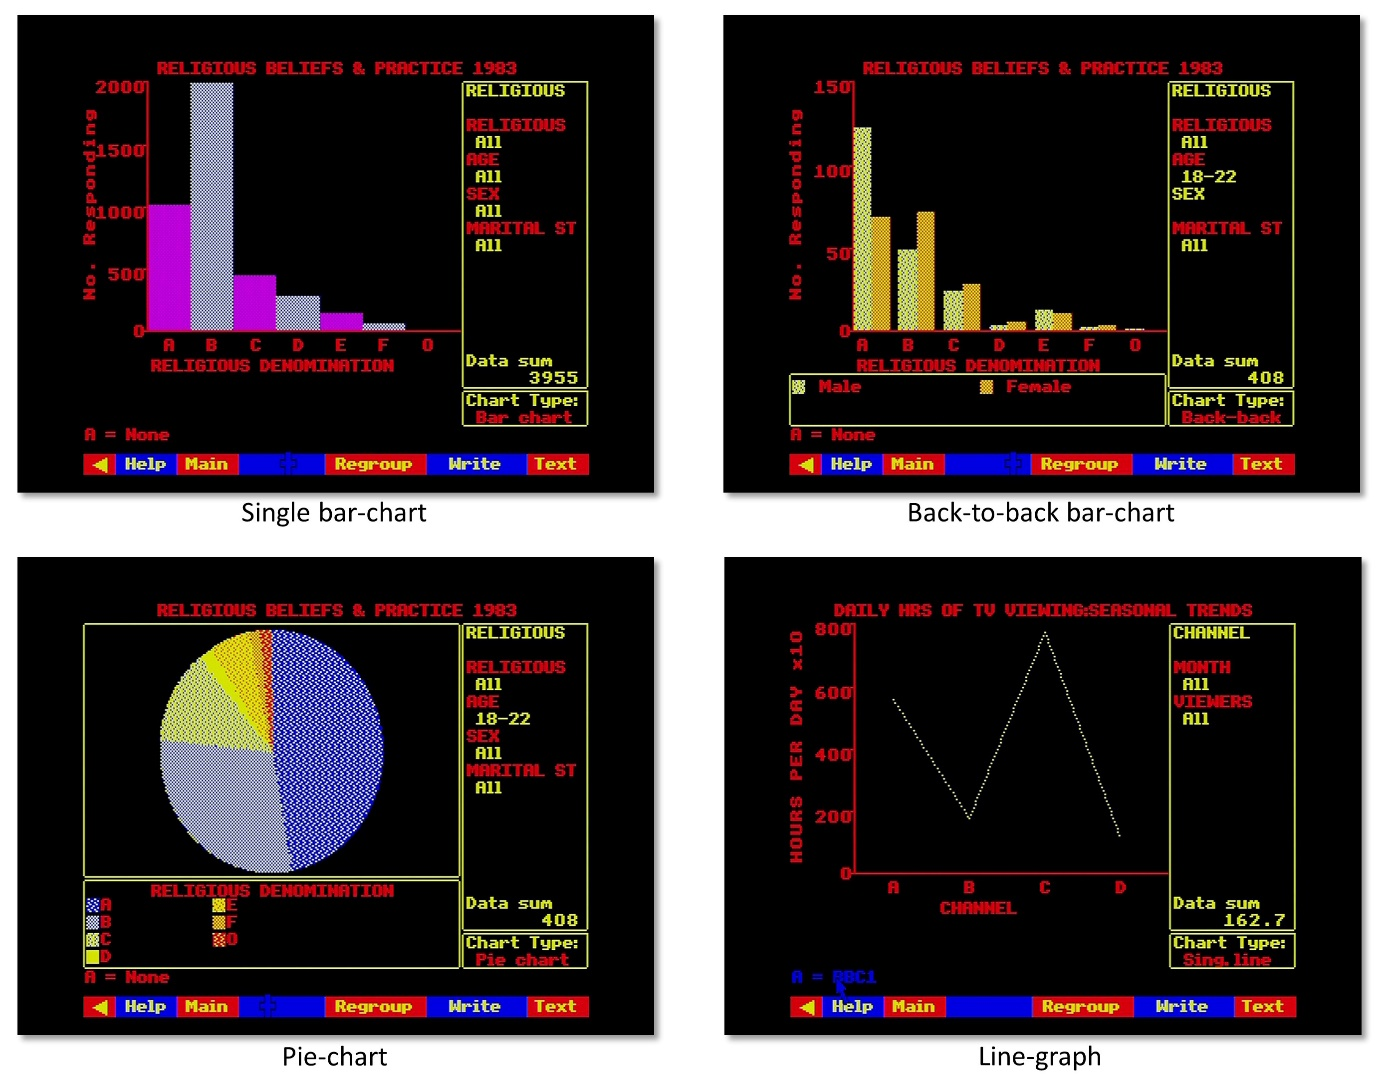 RELIGIOUS BELIEFS & PRACTICE 1983
2000
1500
1000
500
0
No. Responding
A B C D E F O
RELIGIOUS DENOMINATION
RELIGIOUS
RELIGIOUS
All
AGE
All
SEX
All
MARITAL ST
All
Data sum
3955
Chart Type:
Bar chart
A = None
Help Main Regroup Write Text
Single bar-chart
RELIGIOUS BELIEFS & PRACTICE 1983
150
100
50
0
No. Responding
A B C D E F O
RELIGIOUS DENOMINATION
Male Female
RELIGIOUS
RELIGIOUS
All
AGE
18-22
SEX
MARITAL ST
All
Data sum
408
Chart Type:
Back-back
A = None
Help Main Regroup Write Text
Back-to-back bar-chart
RELIGIOUS BELIEFS & PRACTICE 1983
RELIGIOUS DENOMINATION
A E
B F
C O
D
RELIGIOUS
RELIGIOUS
All
AGE
18-22
SEX
All
MARITAL ST
All
Data sum
408
Chart Type:
Pie chart
A = None
Help Main Regroup Write Text
Pie-chart
DAILY HRS OF TV VIEWING:SEASONAL TRENDS
800
600
400
200
0
HOURS PER DAY x10
A B C D
CHANNEL
CHANNEL
MONTH
All
VIEWERS
All
Data sum
162.7
Chart Type:
Sing.line
A = BBC1
Help Main Regroup Write Text
Line-graph